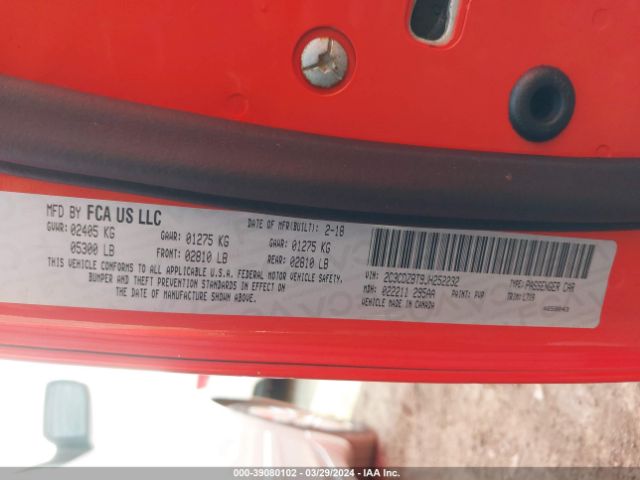 MFD BY FCA US LLC
DATE OF MFR(BUILT): 2-18
GVWR: 02405 KG
GAWR: 01275 KG
GAWR: 01275 KG
05300 LB
FRONT: 02810 LB
REAR: 02810 LB
THIS VEHICLE CONFORMS TO ALL APPLICABLE U.S.A. FEDERAL MOTOR VEHICLE SAFETY,
BUMPER AND THEFT PREVENTION STANDARDS IN EFFECT ON
THE DATE OF MANUFACTURE SHOWN ABOVE.
VIN: 2C3CDZBT9JH252232
TYPE: PASSENGER CAR
MDH: 022211 295AA
PAINT: PVP
TRIM:
VEHICLE MADE IN CANADA
000-39080102 — 03/29/2024 — IAA Inc.